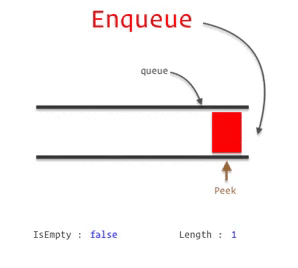 Enqueue
queue
Peek
IsEmpty : false Length : 1